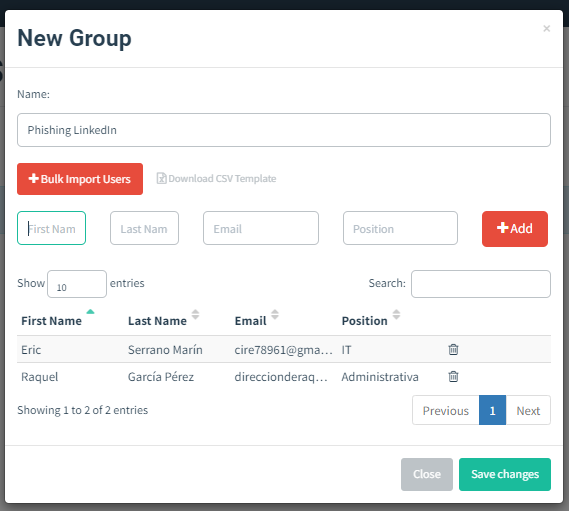 New Group
×
Name:
Phishing LinkedIn
Bulk Import Users Download CSV Template
First Nam Last Nam Email Position Add
Show 10 entries Search:
First Name Last Name Email Position
Eric Serrano Marín cire78961@gma... IT
Raquel García Pérez direccionderaq... Administrativa
Showing 1 to 2 of 2 entries Previous 1 Next
Close Save changes